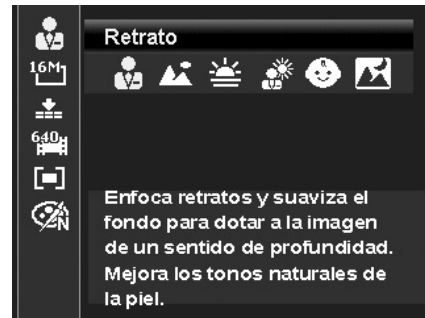 Retrato
16M
640
N
Enfoca retratos y suaviza el
fondo para dotar a la imagen
de un sentido de profundidad.
Mejora los tonos naturales de
la piel.